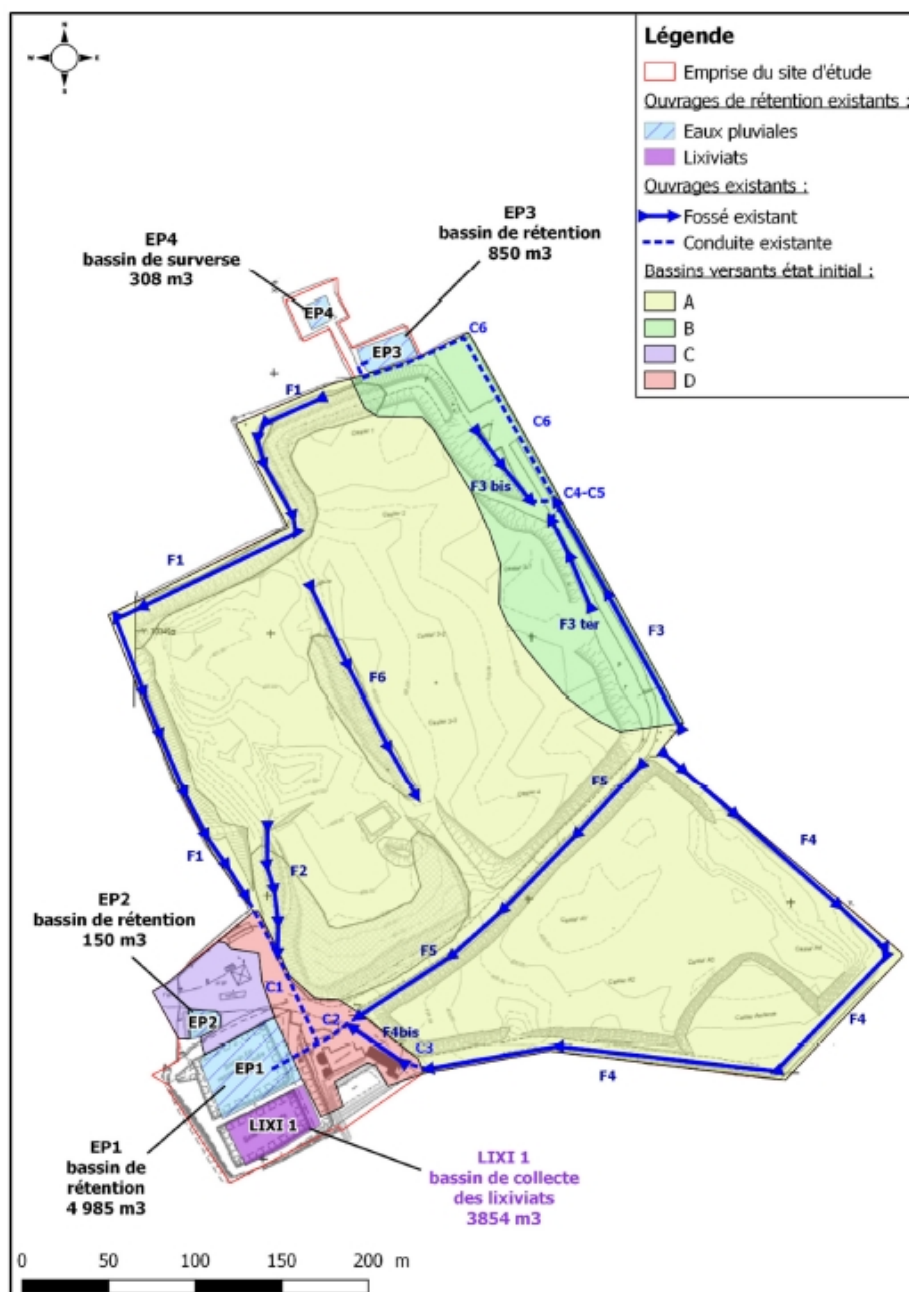 N
W
E
S
Légende
Emprise du site d'étude
Ouvrages de rétention existants :
Eaux pluviales
Lixiviats
Ouvrages existants :
Fossé existant
Conduite existante
Bassins versants état initial :
A
B
C
D
EP3
bassin de rétention
850 m3
EP4
bassin de surverse
308 m3
EP4
EP3
C6
F1
C6
F3 bis
C4-C5
F1
F3 ter
F3
F6
F5
F4
F1
F2
EP2
bassin de rétention
150 m3
F5
C1
C2
EP2
F4bis
C3
F4
F4
EP1
LIXI 1
EP1
bassin de
rétention
4 985 m3
LIXI 1
bassin de collecte
des lixiviats
3854 m3
0 50 100 150 200 m